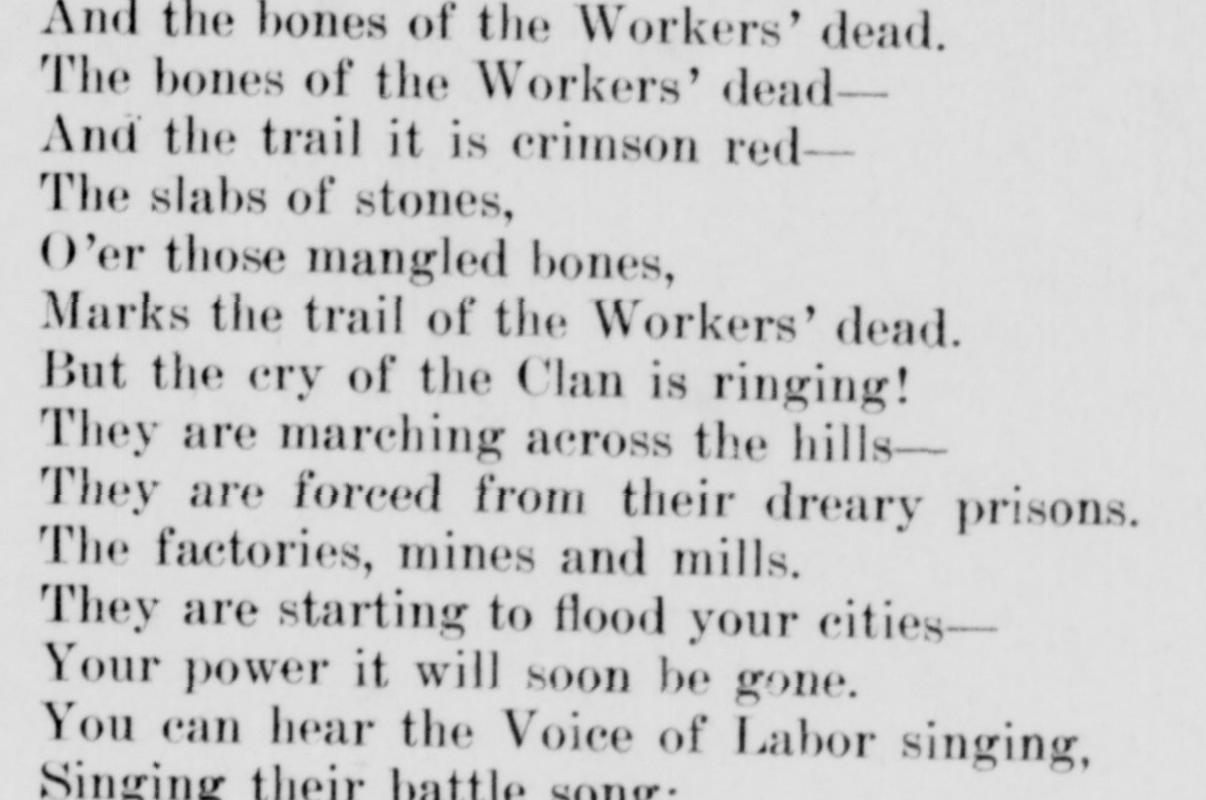 And the bones of the Workers' dead.
The bones of the Workers' dead—
And the trail it is crimson red—
The slabs of stones,
O'er those mangled bones,
Marks the trail of the Workers' dead.
But the cry of the Clan is ringing!
They are marching across the hills—
They are forced from their dreary prisons.
The factories, mines and mills.
They are starting to flood your cities—
Your power it will soon be gone.
You can hear the Voice of Labor singing,
Singing their battle song: